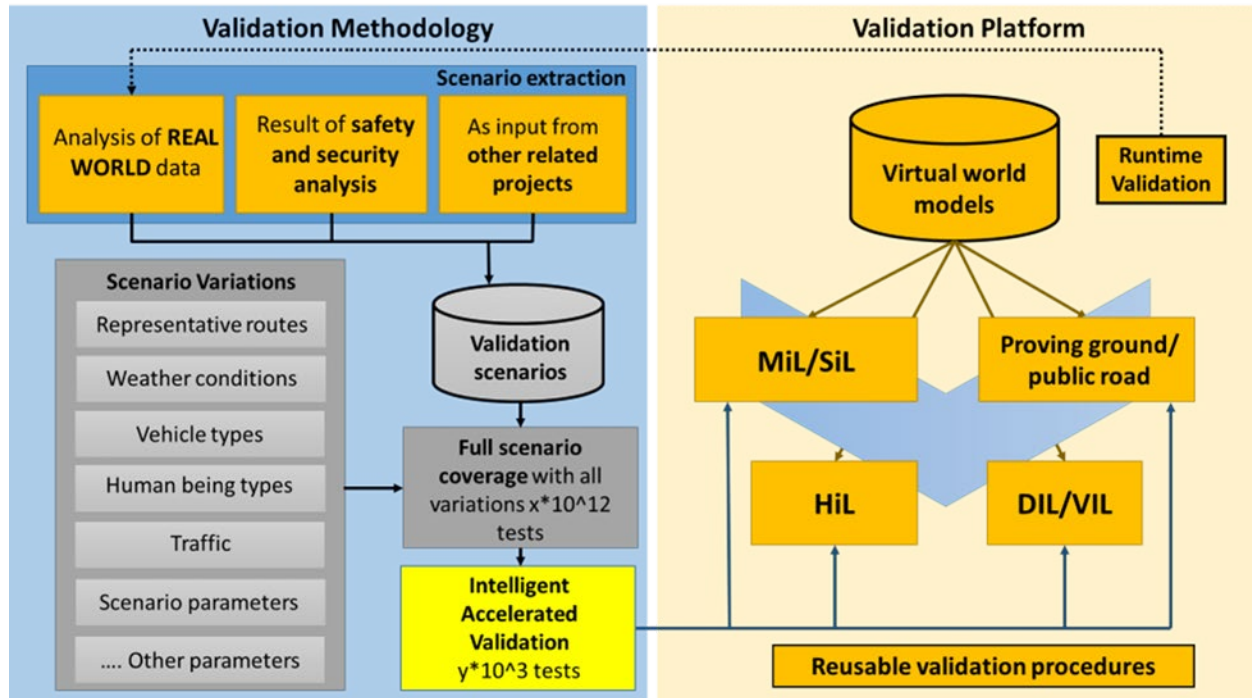 Validation Methodology
Validation Platform
Scenario extraction
Analysis of REAL
WORLD data
Result of safety
and security
analysis
As input from
other related
projects
Virtual world
models
Runtime
Validation
Scenario Variations
Representative routes
Weather conditions
Vehicle types
Human being types
Traffic
Scenario parameters
.... Other parameters
Validation
scenarios
Full scenario
coverage with all
variations x*10^12
tests
Intelligent
Accelerated
Validation
y*10^3 tests
MiL/SiL
Proving ground/
public road
HiL
DIL/VIL
Reusable validation procedures